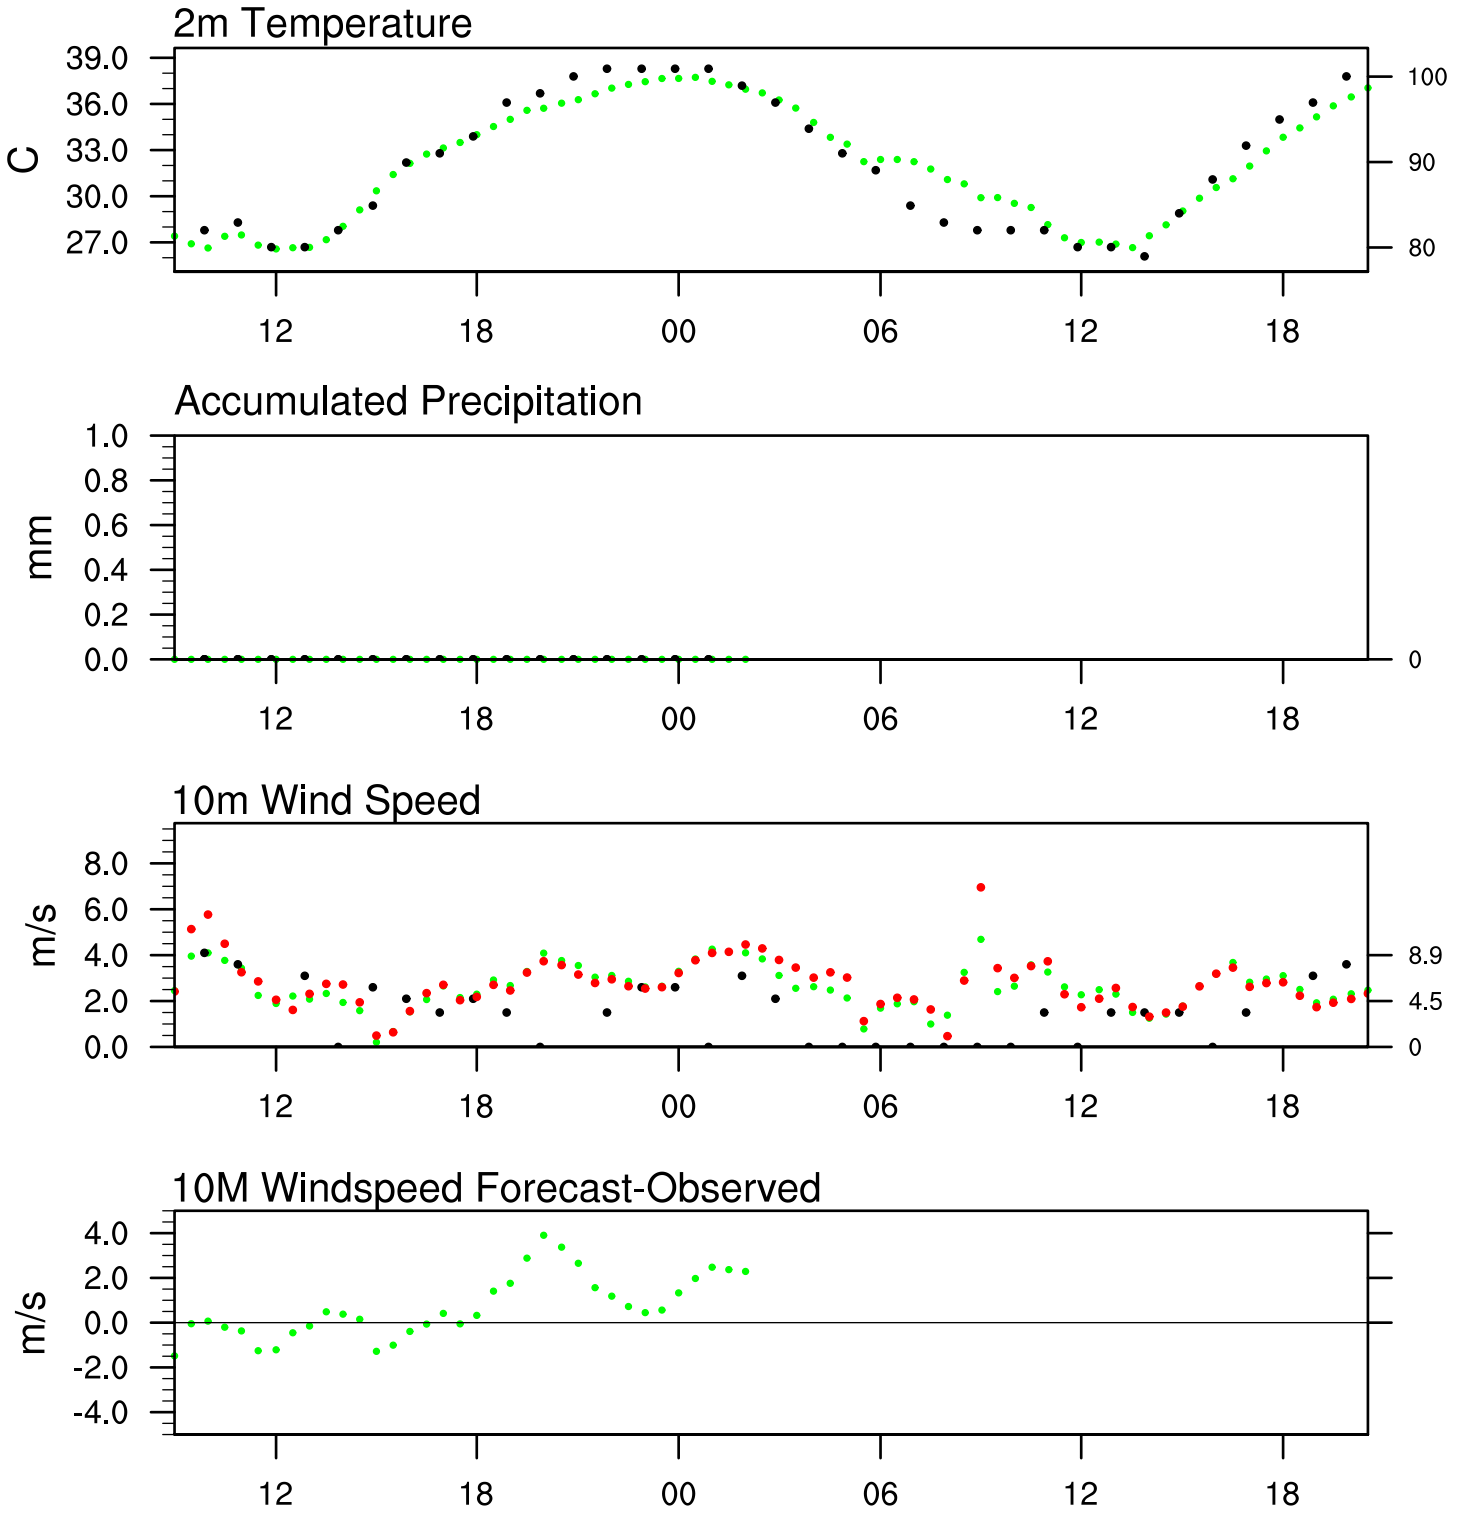 2m Temperature
39.0
36.0
33.0
30.0
27.0
C
100
90
80
12 18 00 06 12 18
Accumulated Precipitation
1.0
0.8
0.6
0.4
0.2
0.0
mm
0
12 18 00 06 12 18
10m Wind Speed
8.0
6.0
4.0
2.0
0.0
m/s
8.9
4.5
0
12 18 00 06 12 18
10M Windspeed Forecast-Observed
4.0
2.0
0.0
-2.0
-4.0
m/s
12 18 00 06 12 18